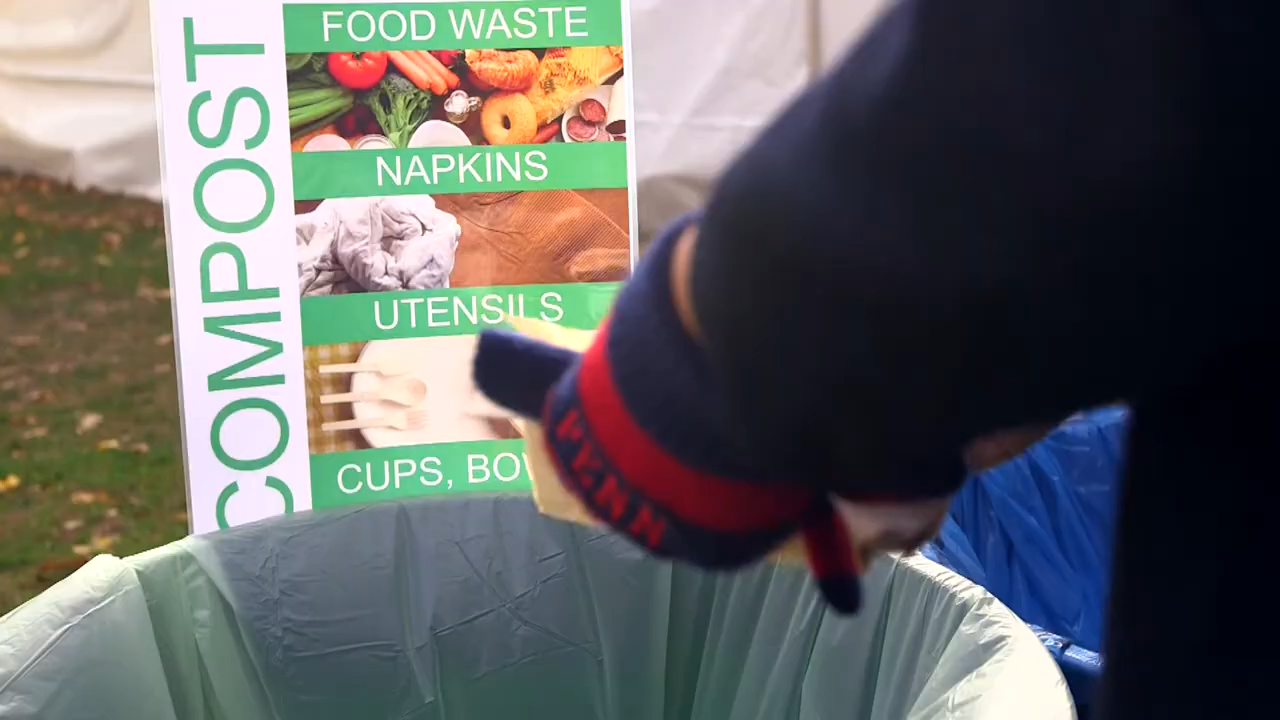 COMPOST
FOOD WASTE
NAPKINS
UTENSILS
CUPS, BOW
PENN